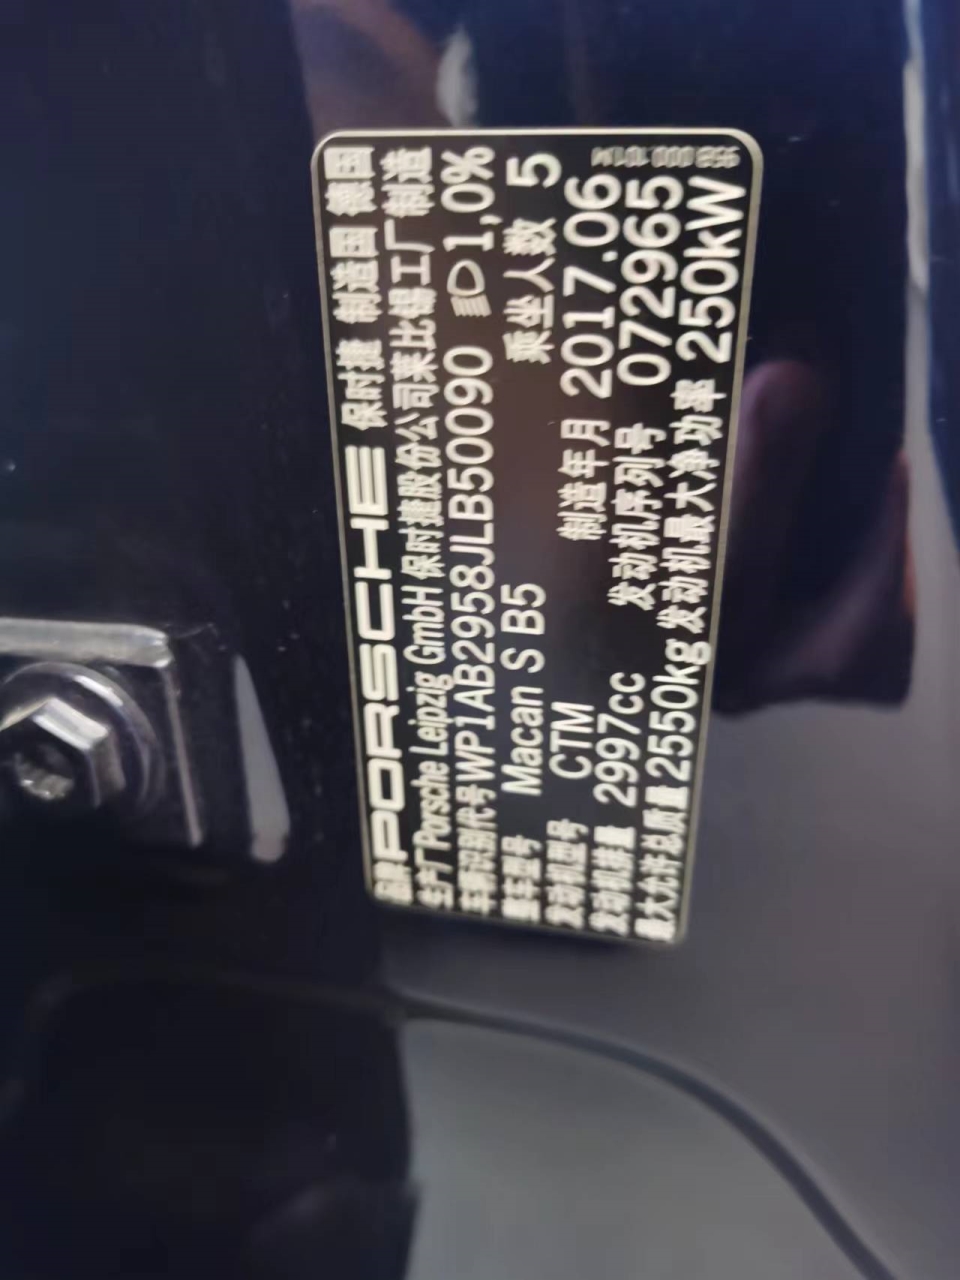 品牌 PORSCHE 保时捷 制造国 德国
生产厂 Porsche Leipzig GmbH 保时捷股份公司莱比锡工厂制造
车辆识别代号 WP1AB2958JLB50090 1,0%
整车型号 Macan S B5 乘坐人数 5
发动机型号 CTM 制造年月 2017.06
发动机排量 2997cc 发动机序列号 072965
最大允许总质量 2550kg 发动机最大净功率 250kW